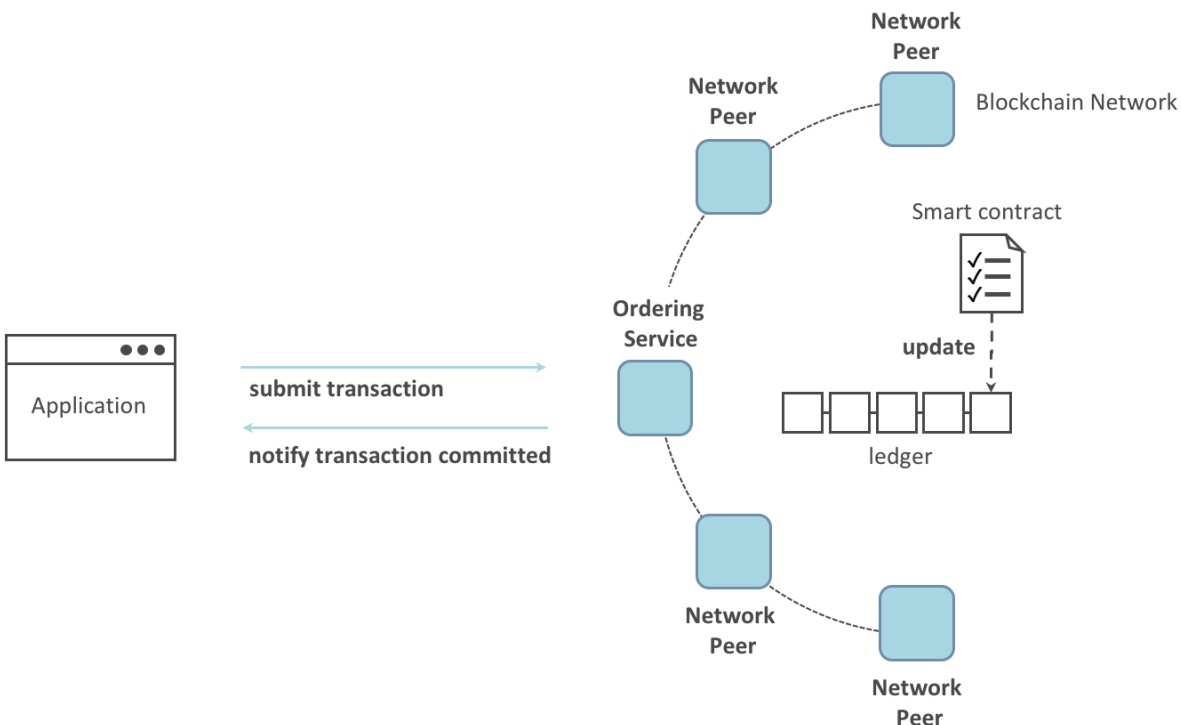 Network
Peer
Network
Peer
Blockchain Network
Smart contract
Ordering
Service
update
Application
submit transaction
notify transaction committed
ledger
Network
Peer
Network
Peer